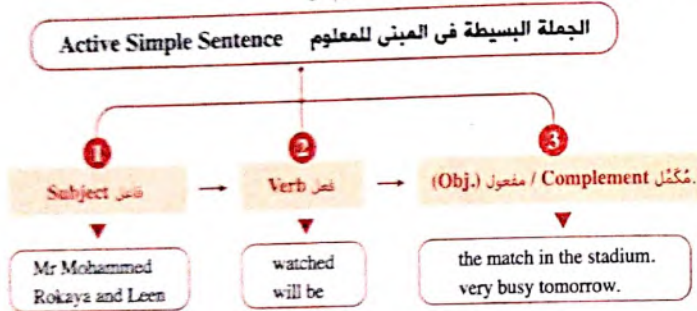 Active Simple Sentence الجملة البسيطة فى المبنى للمعلوم
1
2
3
Subject فاعل
Verb فعل
(Obj.) مفعول / Complement مُكَمِّل.
Mr Mohammed
Rokaya and Leen
watched
will be
the match in the stadium.
very busy tomorrow.